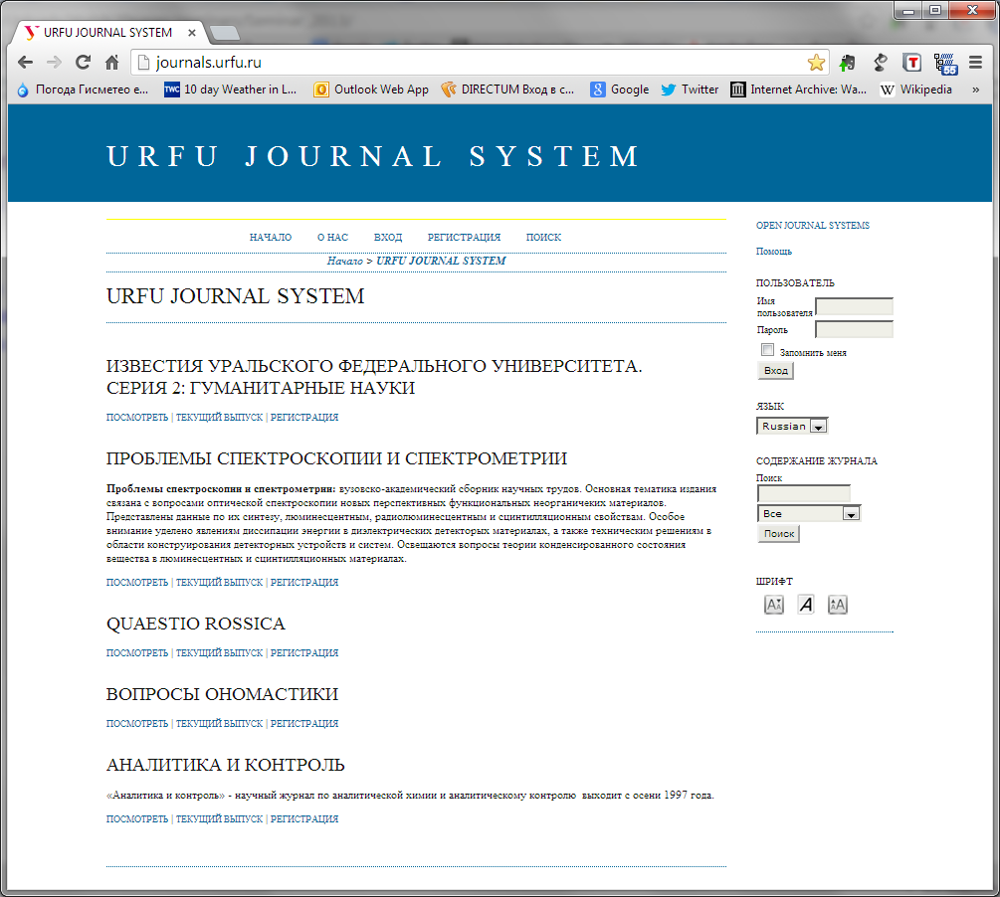 URFU JOURNAL SYSTEM
journals.urfu.ru
Погода Гисметео е...
TWC 10 day Weather in L...
Outlook Web App
DIRECTUM Вход в с...
Google
Twitter
Internet Archive: Wa...
W Wikipedia
»
URFU JOURNAL SYSTEM
НАЧАЛО О НАС ВХОД РЕГИСТРАЦИЯ ПОИСК
Начало > URFU JOURNAL SYSTEM
URFU JOURNAL SYSTEM
ИЗВЕСТИЯ УРАЛЬСКОГО ФЕДЕРАЛЬНОГО УНИВЕРСИТЕТА.
СЕРИЯ 2: ГУМАНИТАРНЫЕ НАУКИ
ПОСМОТРЕТЬ | ТЕКУЩИЙ ВЫПУСК | РЕГИСТРАЦИЯ
ПРОБЛЕМЫ СПЕКТРОСКОПИИ И СПЕКТРОМЕТРИИ
Проблемы спектроскопии и спектрометрии: вузовско-академический сборник научных трудов. Основная тематика издания
связана с вопросами оптической спектроскопии новых перспективных функциональных неорганичеких материалов.
Представлены данные по их синтезу, люминесцентным, радиолюминесцентным и сцинтилляционным свойствам. Особое
внимание уделено явлениям диссипации энергии в диэлектрических детекторых материалах, а также техническим решениям в
области конструирования детекторных устройств и систем. Освещаются вопросы теории конденсированного состояния
вещества в люминесцентных и сцинтилляционных материалах.
ПОСМОТРЕТЬ | ТЕКУЩИЙ ВЫПУСК | РЕГИСТРАЦИЯ
QUAESTIO ROSSICA
ПОСМОТРЕТЬ | ТЕКУЩИЙ ВЫПУСК | РЕГИСТРАЦИЯ
ВОПРОСЫ ОНОМАСТИКИ
ПОСМОТРЕТЬ | ТЕКУЩИЙ ВЫПУСК | РЕГИСТРАЦИЯ
АНАЛИТИКА И КОНТРОЛЬ
«Аналитика и контроль» - научный журнал по аналитической химии и аналитическому контролю выходит с осени 1997 года.
ПОСМОТРЕТЬ | ТЕКУЩИЙ ВЫПУСК | РЕГИСТРАЦИЯ
OPEN JOURNAL SYSTEMS
Помощь
ПОЛЬЗОВАТЕЛЬ
Имя
пользователя
Пароль
Запомнить меня
Вход
ЯЗЫК
Russian
СОДЕРЖАНИЕ ЖУРНАЛА
Поиск
Все
Поиск
ШРИФТ